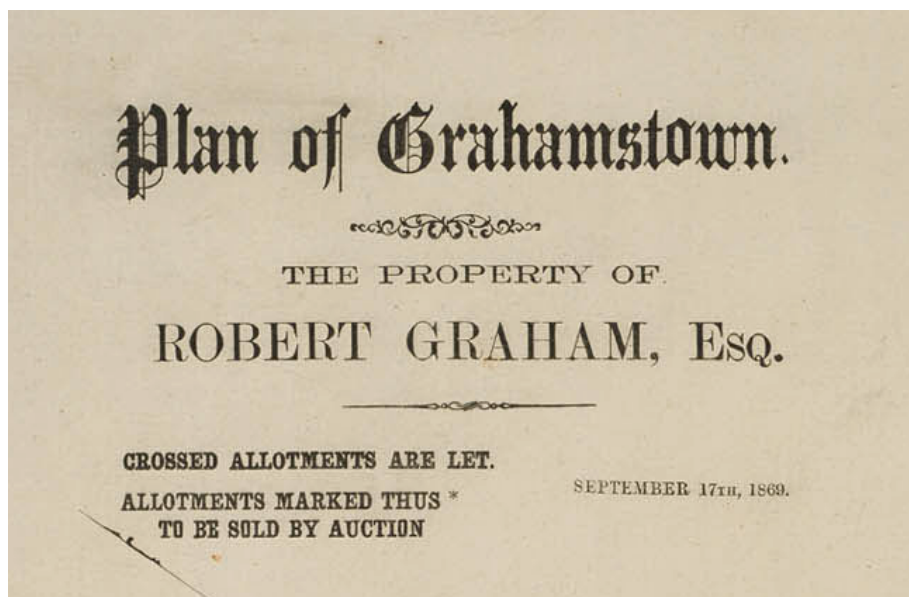 Plan of Grahamstown.
THE PROPERTY OF.
ROBERT GRAHAM, ESQ.
CROSSED ALLOTMENTS ARE LET.
ALLOTMENTS MARKED THUS *
TO BE SOLD BY AUCTION
SEPTEMBER 17TH, 1869.